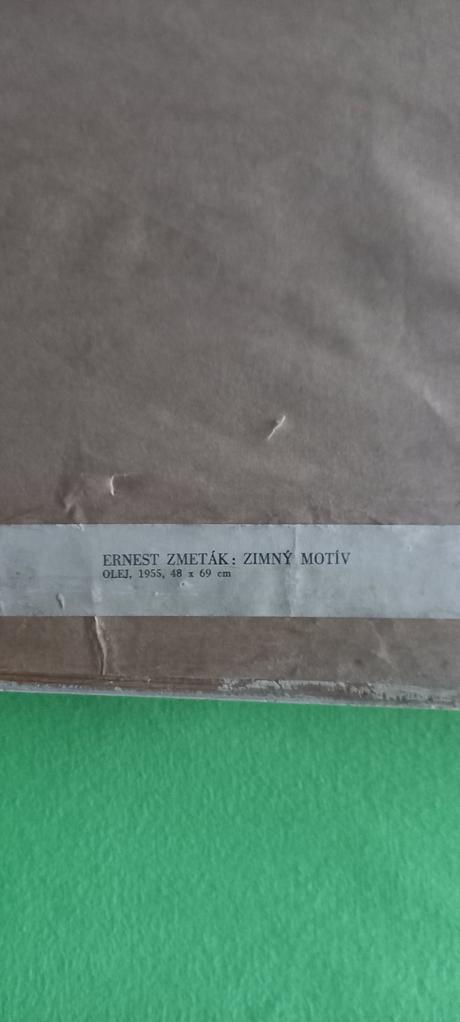 ERNEST ZMETÁK: ZIMNÝ MOTÍV
OLEJ, 1955, 48 x 69 cm